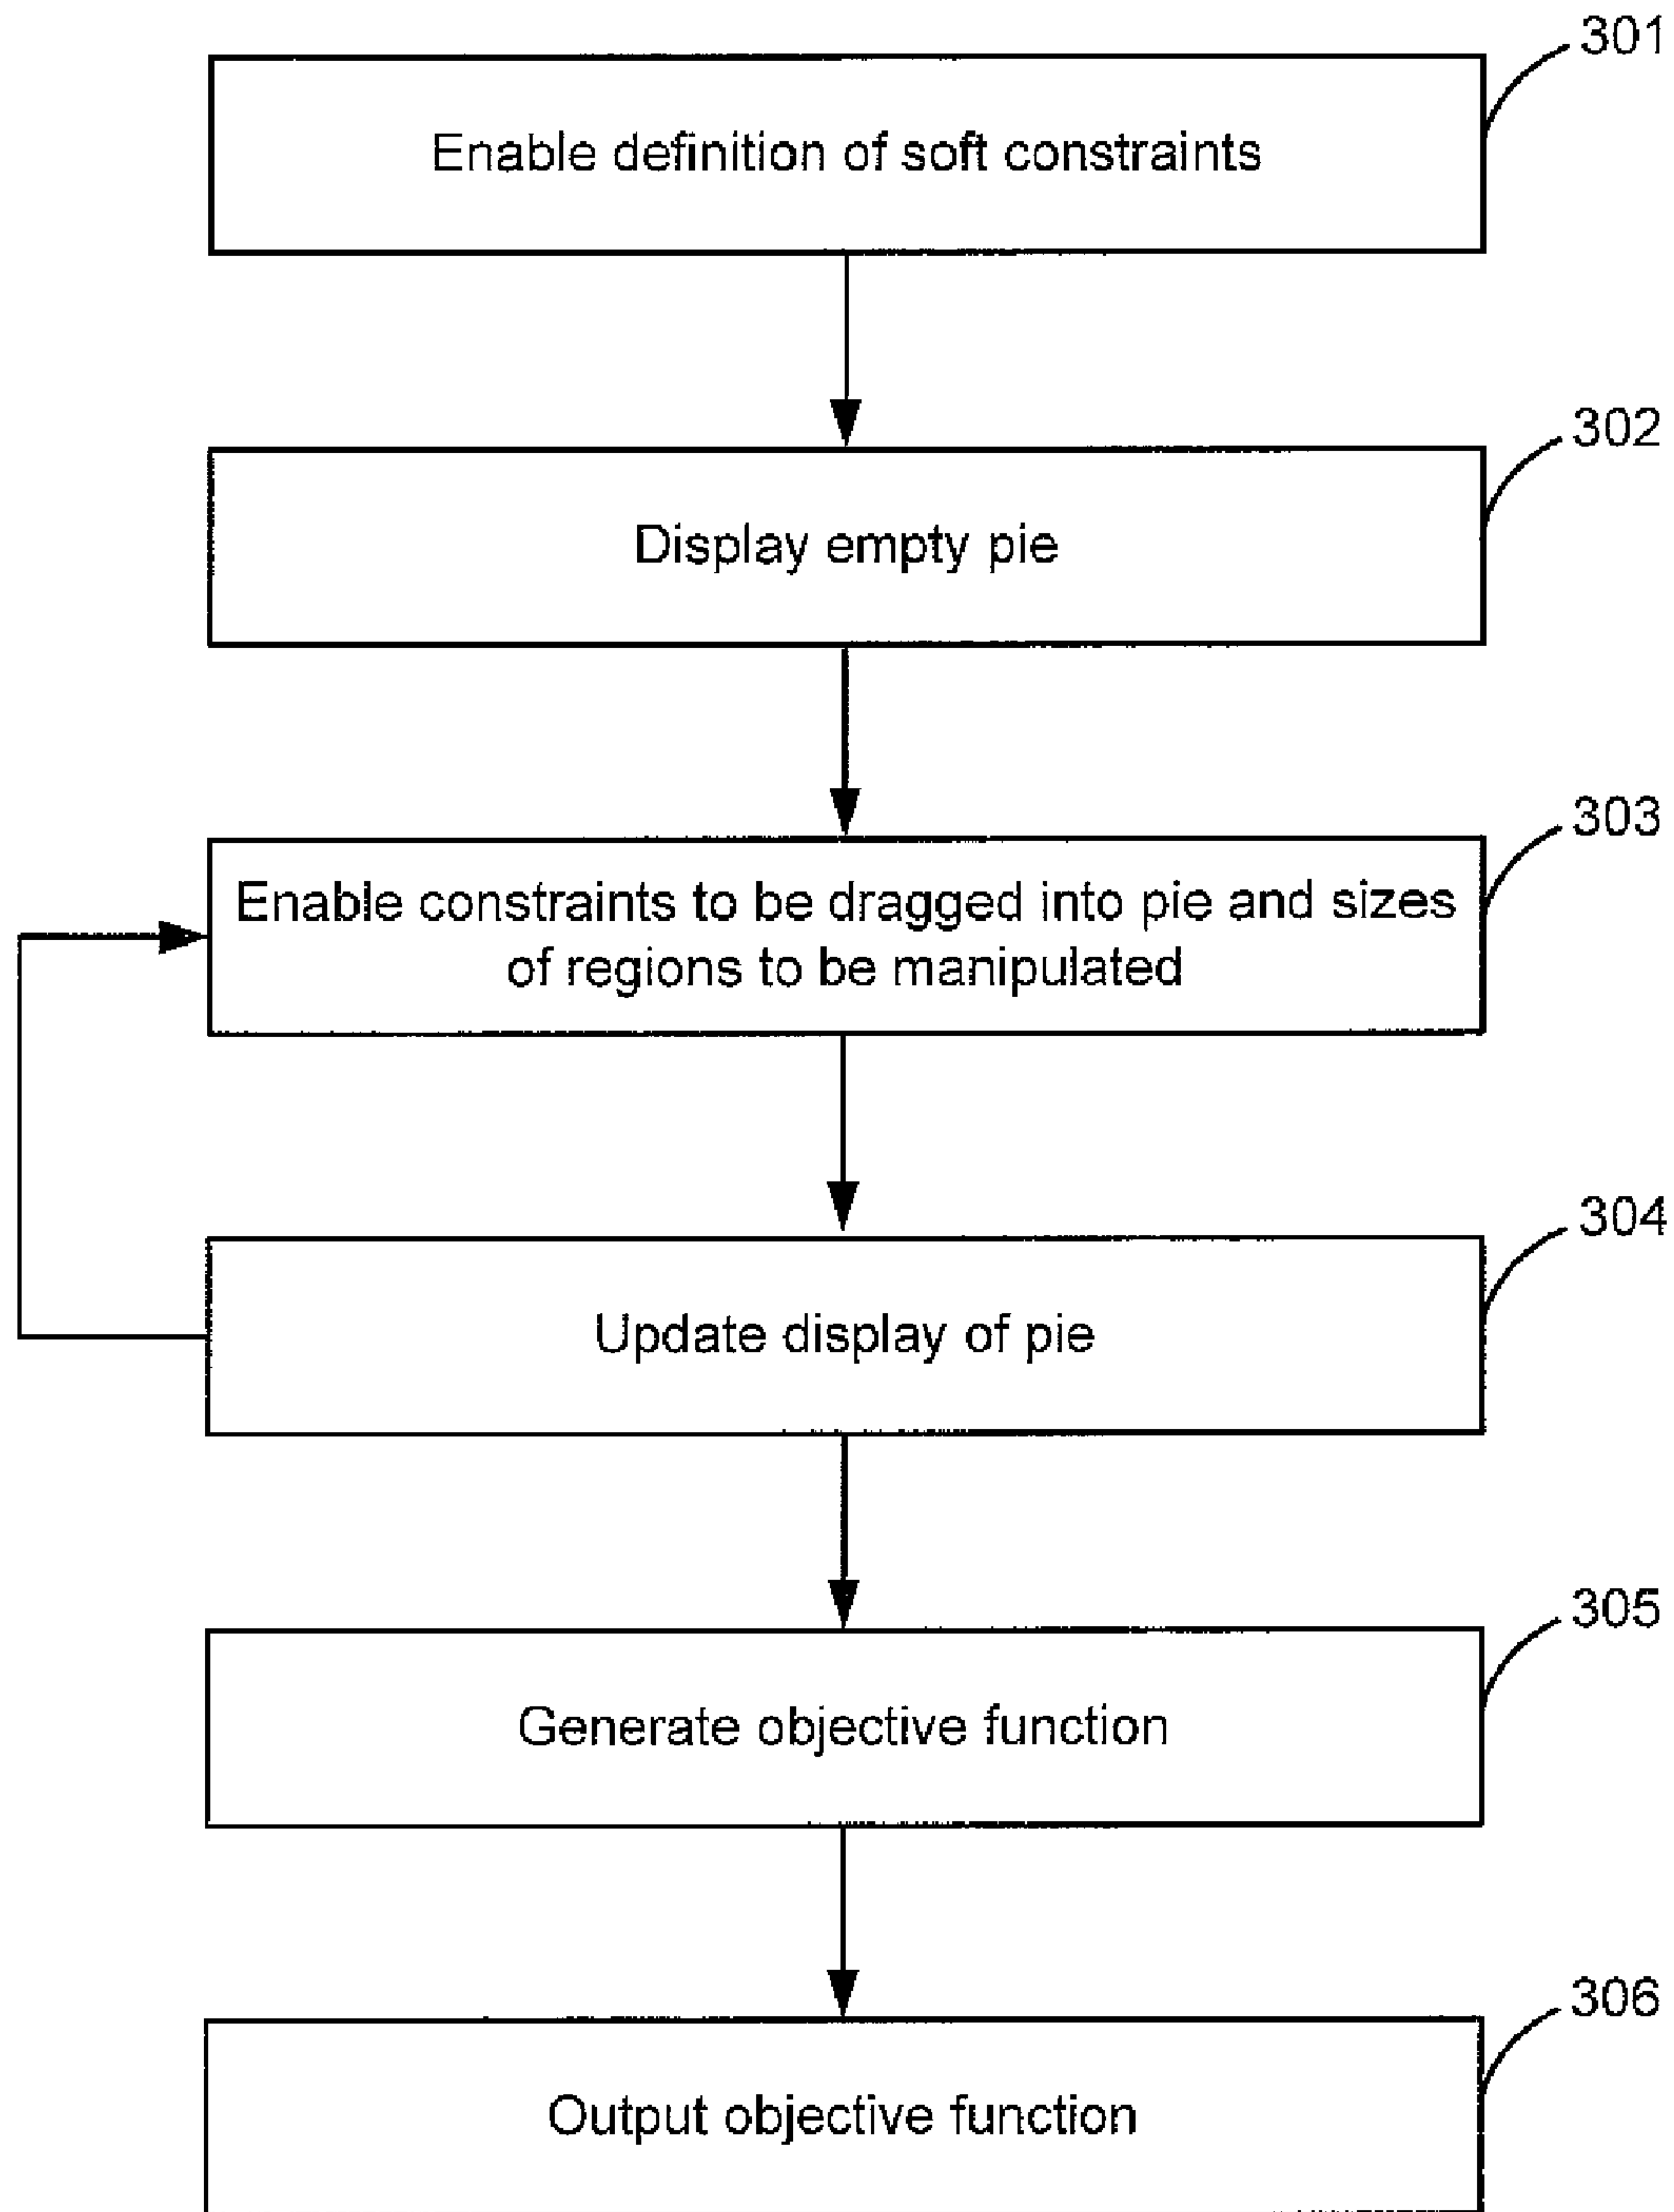 301
Enable definition of soft constraints
302
Display empty pie
303
Enable constraints to be dragged into pie and sizes
of regions to be manipulated
304
Update display of pie
305
Generate objective function
306
Output objective function